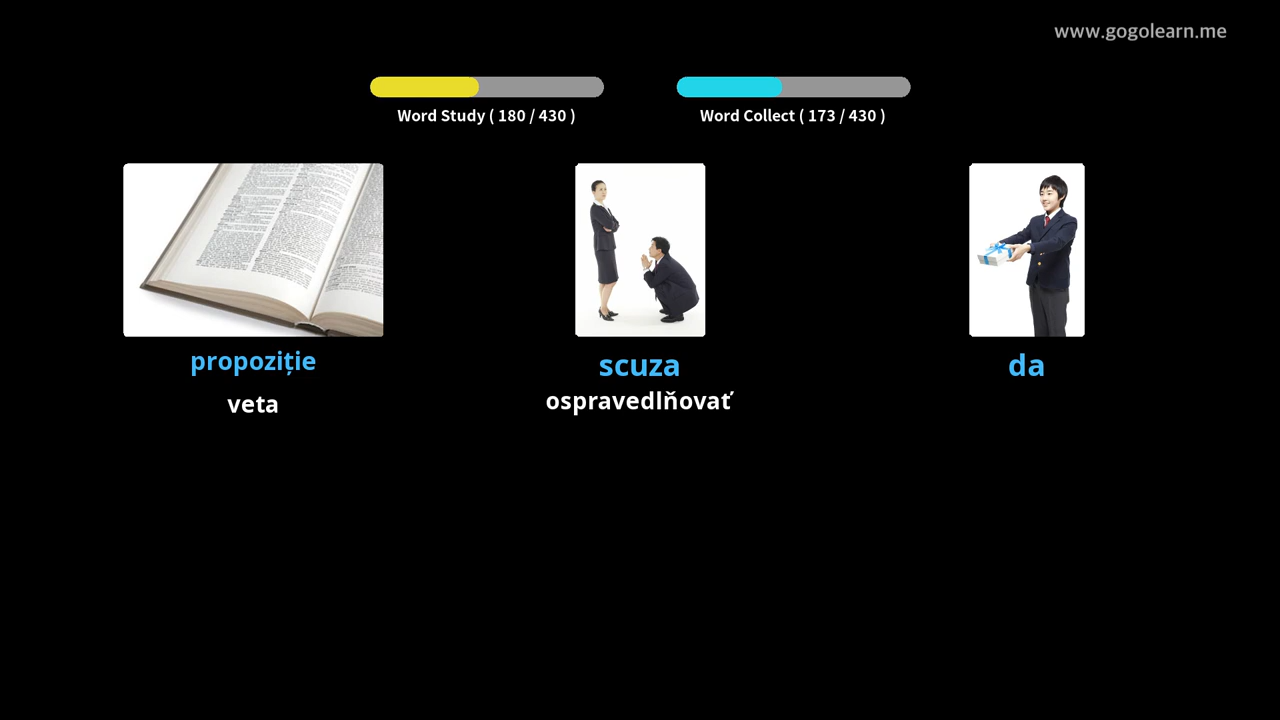 www.gogolearn.me
Word Study ( 180 / 430 )
Word Collect ( 173 / 430 )
propoziție
veta
scuza
ospravedlňovať
da